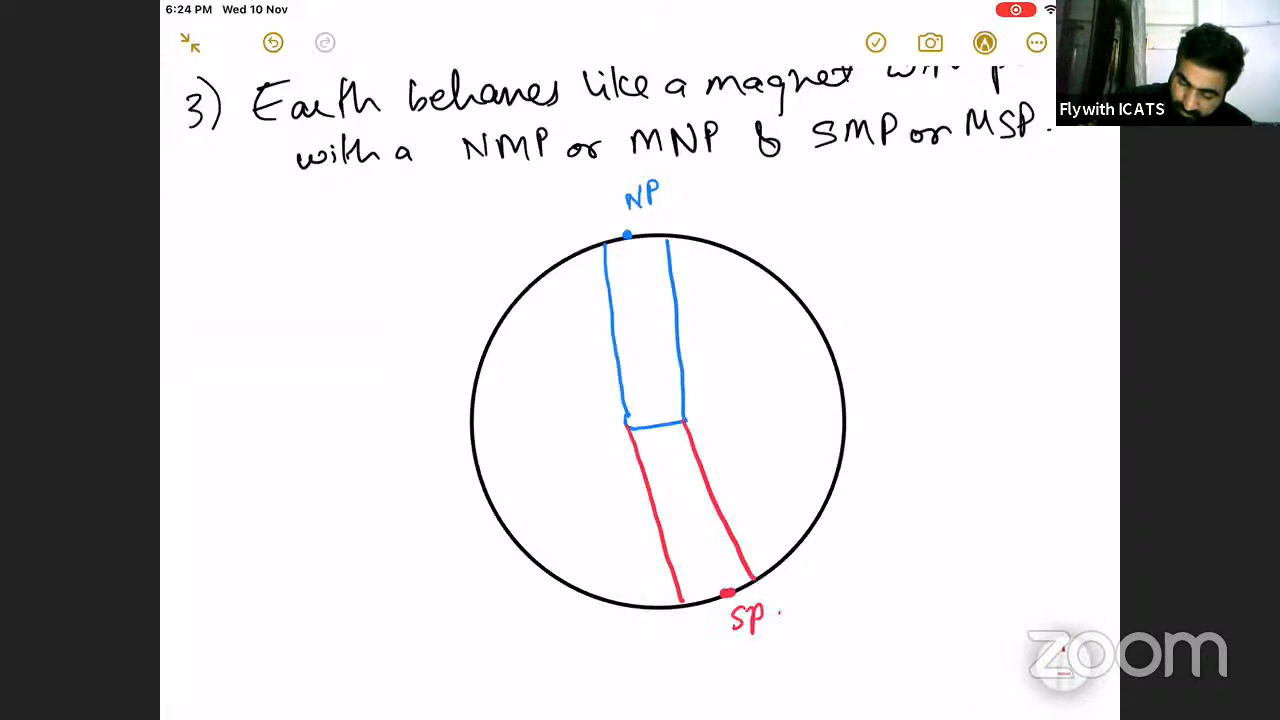 6:24 PM Wed 10 Nov
3) Earth behaves like a magnet
with a NMP or MNP & SMP or MSP.
Flywith ICATS
NP
SP
zoom